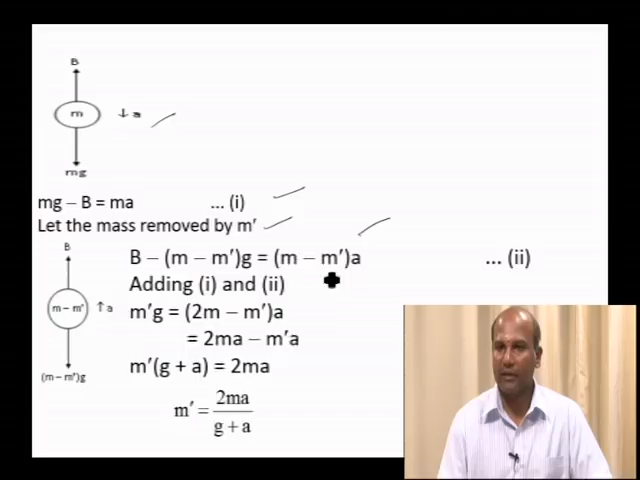 B
m ↓ a
mg
mg – B = ma ... (i)
Let the mass removed by m′
B
m – m′ ↑ a
(m – m′)g
B – (m – m′)g = (m – m′)a ... (ii)
Adding (i) and (ii)
m′g = (2m – m′)a
= 2ma – m′a
m′(g + a) = 2ma
m′ = 2ma / g + a